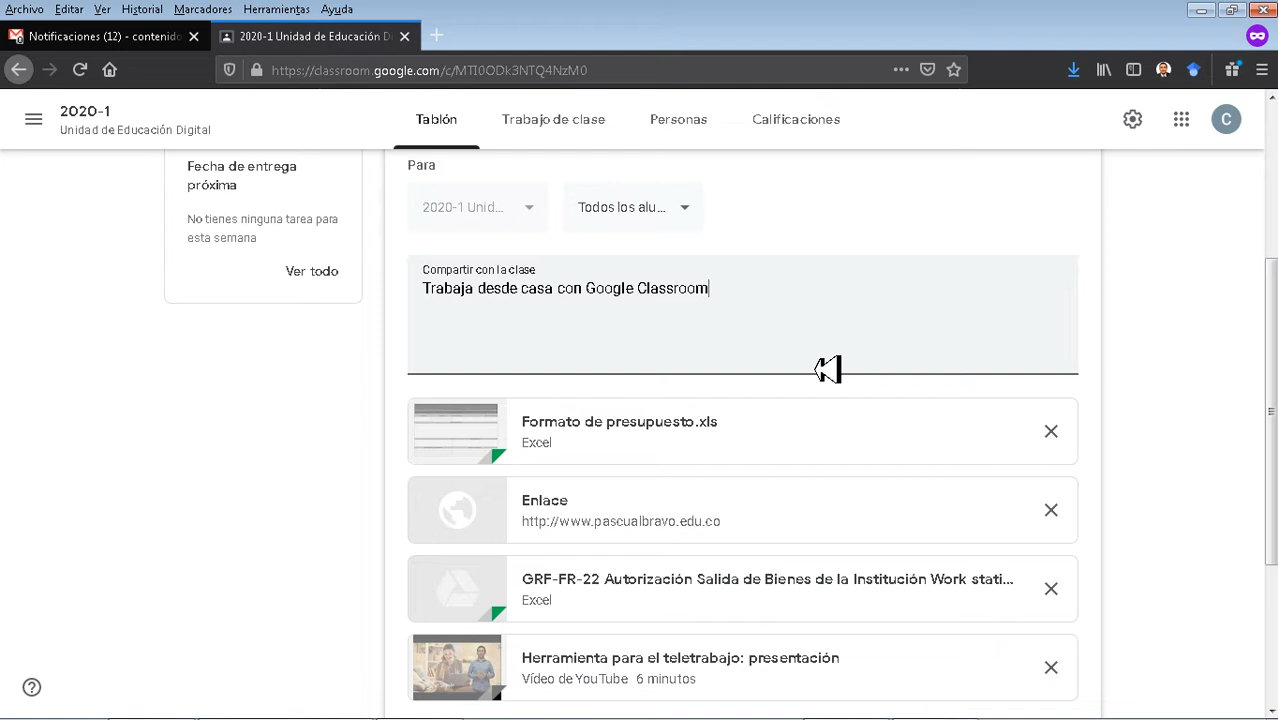 Archivo Editar Ver Historial Marcadores Herramientas Ayuda
Notificaciones (12) - contenido
2020-1 Unidad de Educación Di
https://classroom.google.com/c/MTI0ODk3NTQ4NzM0
2020-1
Unidad de Educación Digital
Tablón Trabajo de clase Personas Calificaciones
C
Fecha de entrega
próxima
No tienes ninguna tarea para
esta semana
Ver todo
Para
2020-1 Unid...
Todos los alu...
Compartir con la clase
Trabaja desde casa con Google Classroom
Formato de presupuesto.xls
Excel
Enlace
http://www.pascualbravo.edu.co
GRF-FR-22 Autorización Salida de Bienes de la Institución Work stati...
Excel
Herramienta para el teletrabajo: presentación
Vídeo de YouTube 6 minutos